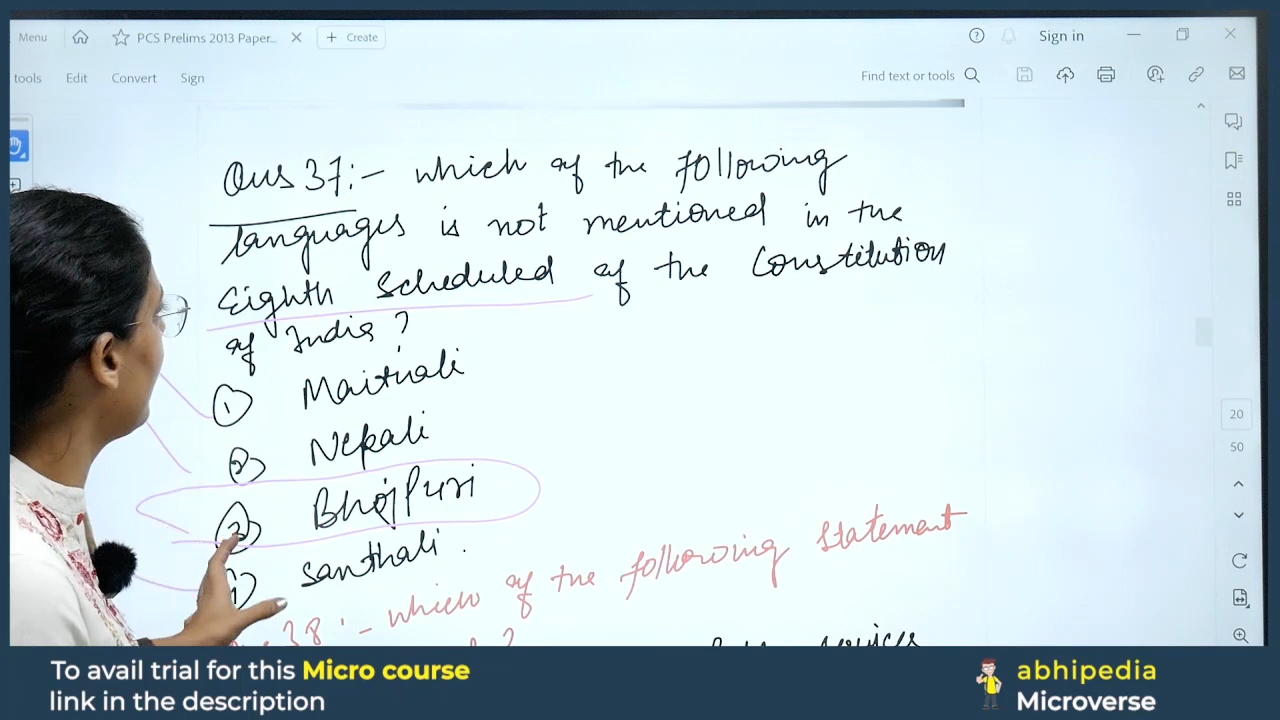 Menu
PCS Prelims 2013 Paper...
Create
Sign in
tools
Edit
Convert
Sign
Find text or tools
Ques 37:- which of the following
languages is not mentioned in the
Eighth Scheduled of the Constitution
of India?
1 Maithali
2 Nepali
3 Bhojpuri
4 Santhali.
38:- which of the following statement
services
20
50
To avail trial for this Micro course
link in the description
abhipedia
Microverse